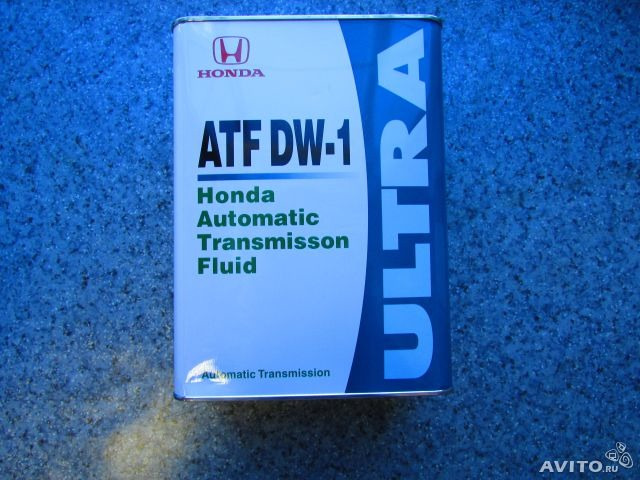 HONDA
ATF DW-1
Honda
Automatic
Transmisson
Fluid
Automatic Transmission
ULTRA
AVITO.RU